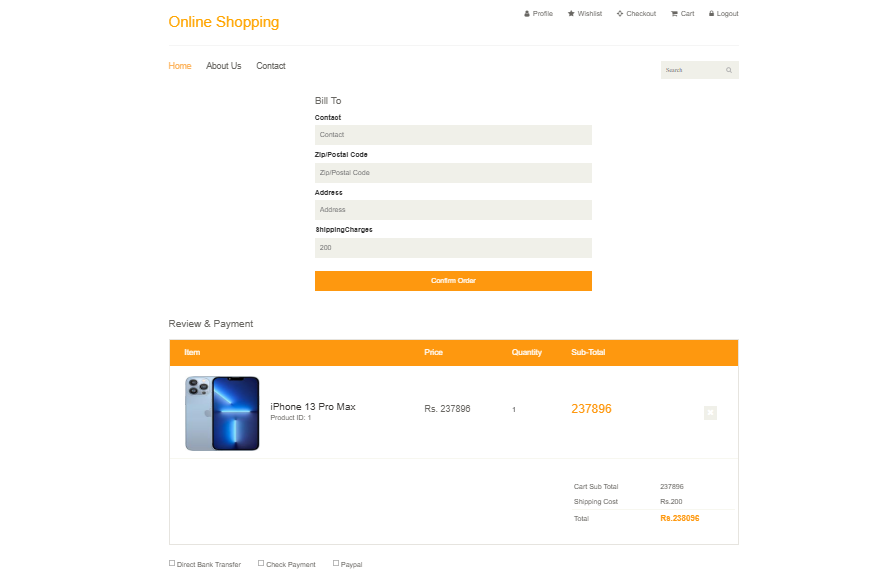 Online Shopping
Profile Wishlist Checkout Cart Logout
Home About Us Contact
Search
Bill To
Contact
Contact
Zip/Postal Code
Zip/Postal Code
Address
Address
ShippingCharges
200
Confirm Order
Review & Payment
Item Price Quantity Sub-Total
iPhone 13 Pro Max Rs. 237896 1 237896
Product ID: 1
Cart Sub Total 237896
Shipping Cost Rs.200
Total Rs.238096
Direct Bank Transfer Check Payment Paypal